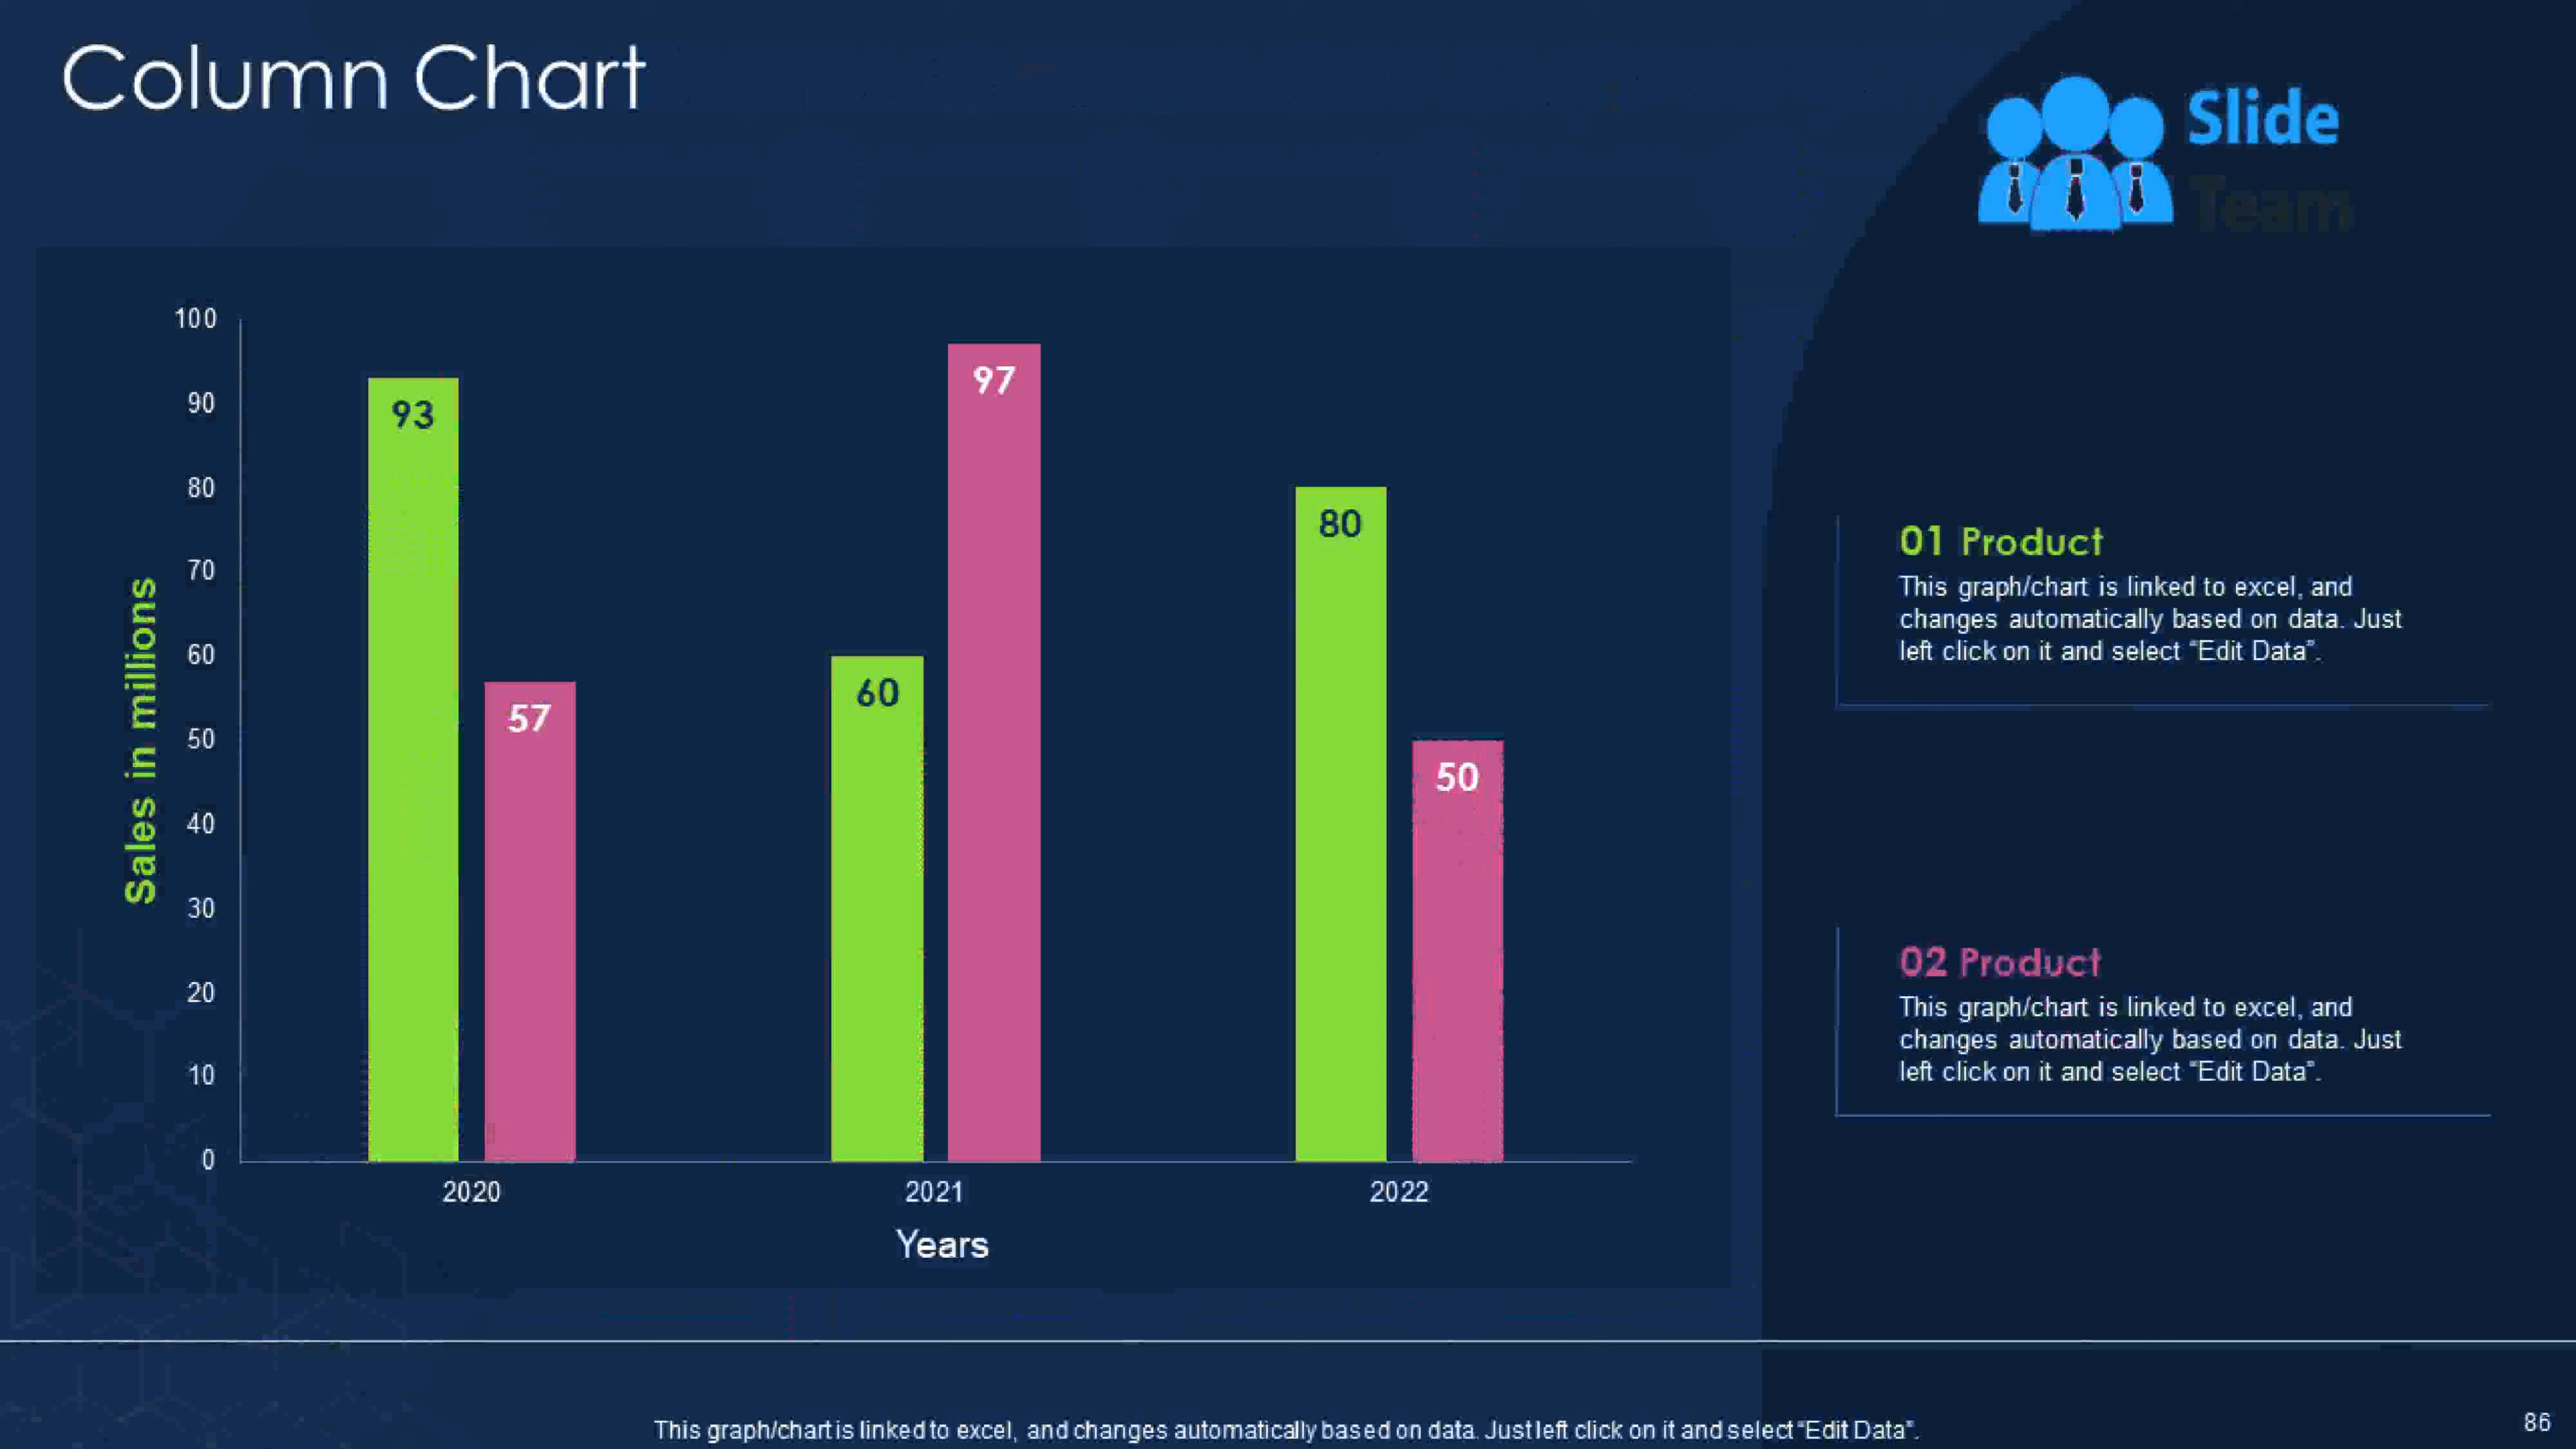 Column Chart
Slide
Team
100
90
80
70
60
50
40
30
20
10
0
Sales in millions
93
57
60
97
80
50
2020
2021
2022
Years
01 Product
This graph/chart is linked to excel, and
changes automatically based on data. Just
left click on it and select “Edit Data”.
02 Product
This graph/chart is linked to excel, and
changes automatically based on data. Just
left click on it and select “Edit Data”.
This graph/chart is linked to excel, and changes automatically based on data. Just left click on it and select “Edit Data”.
86